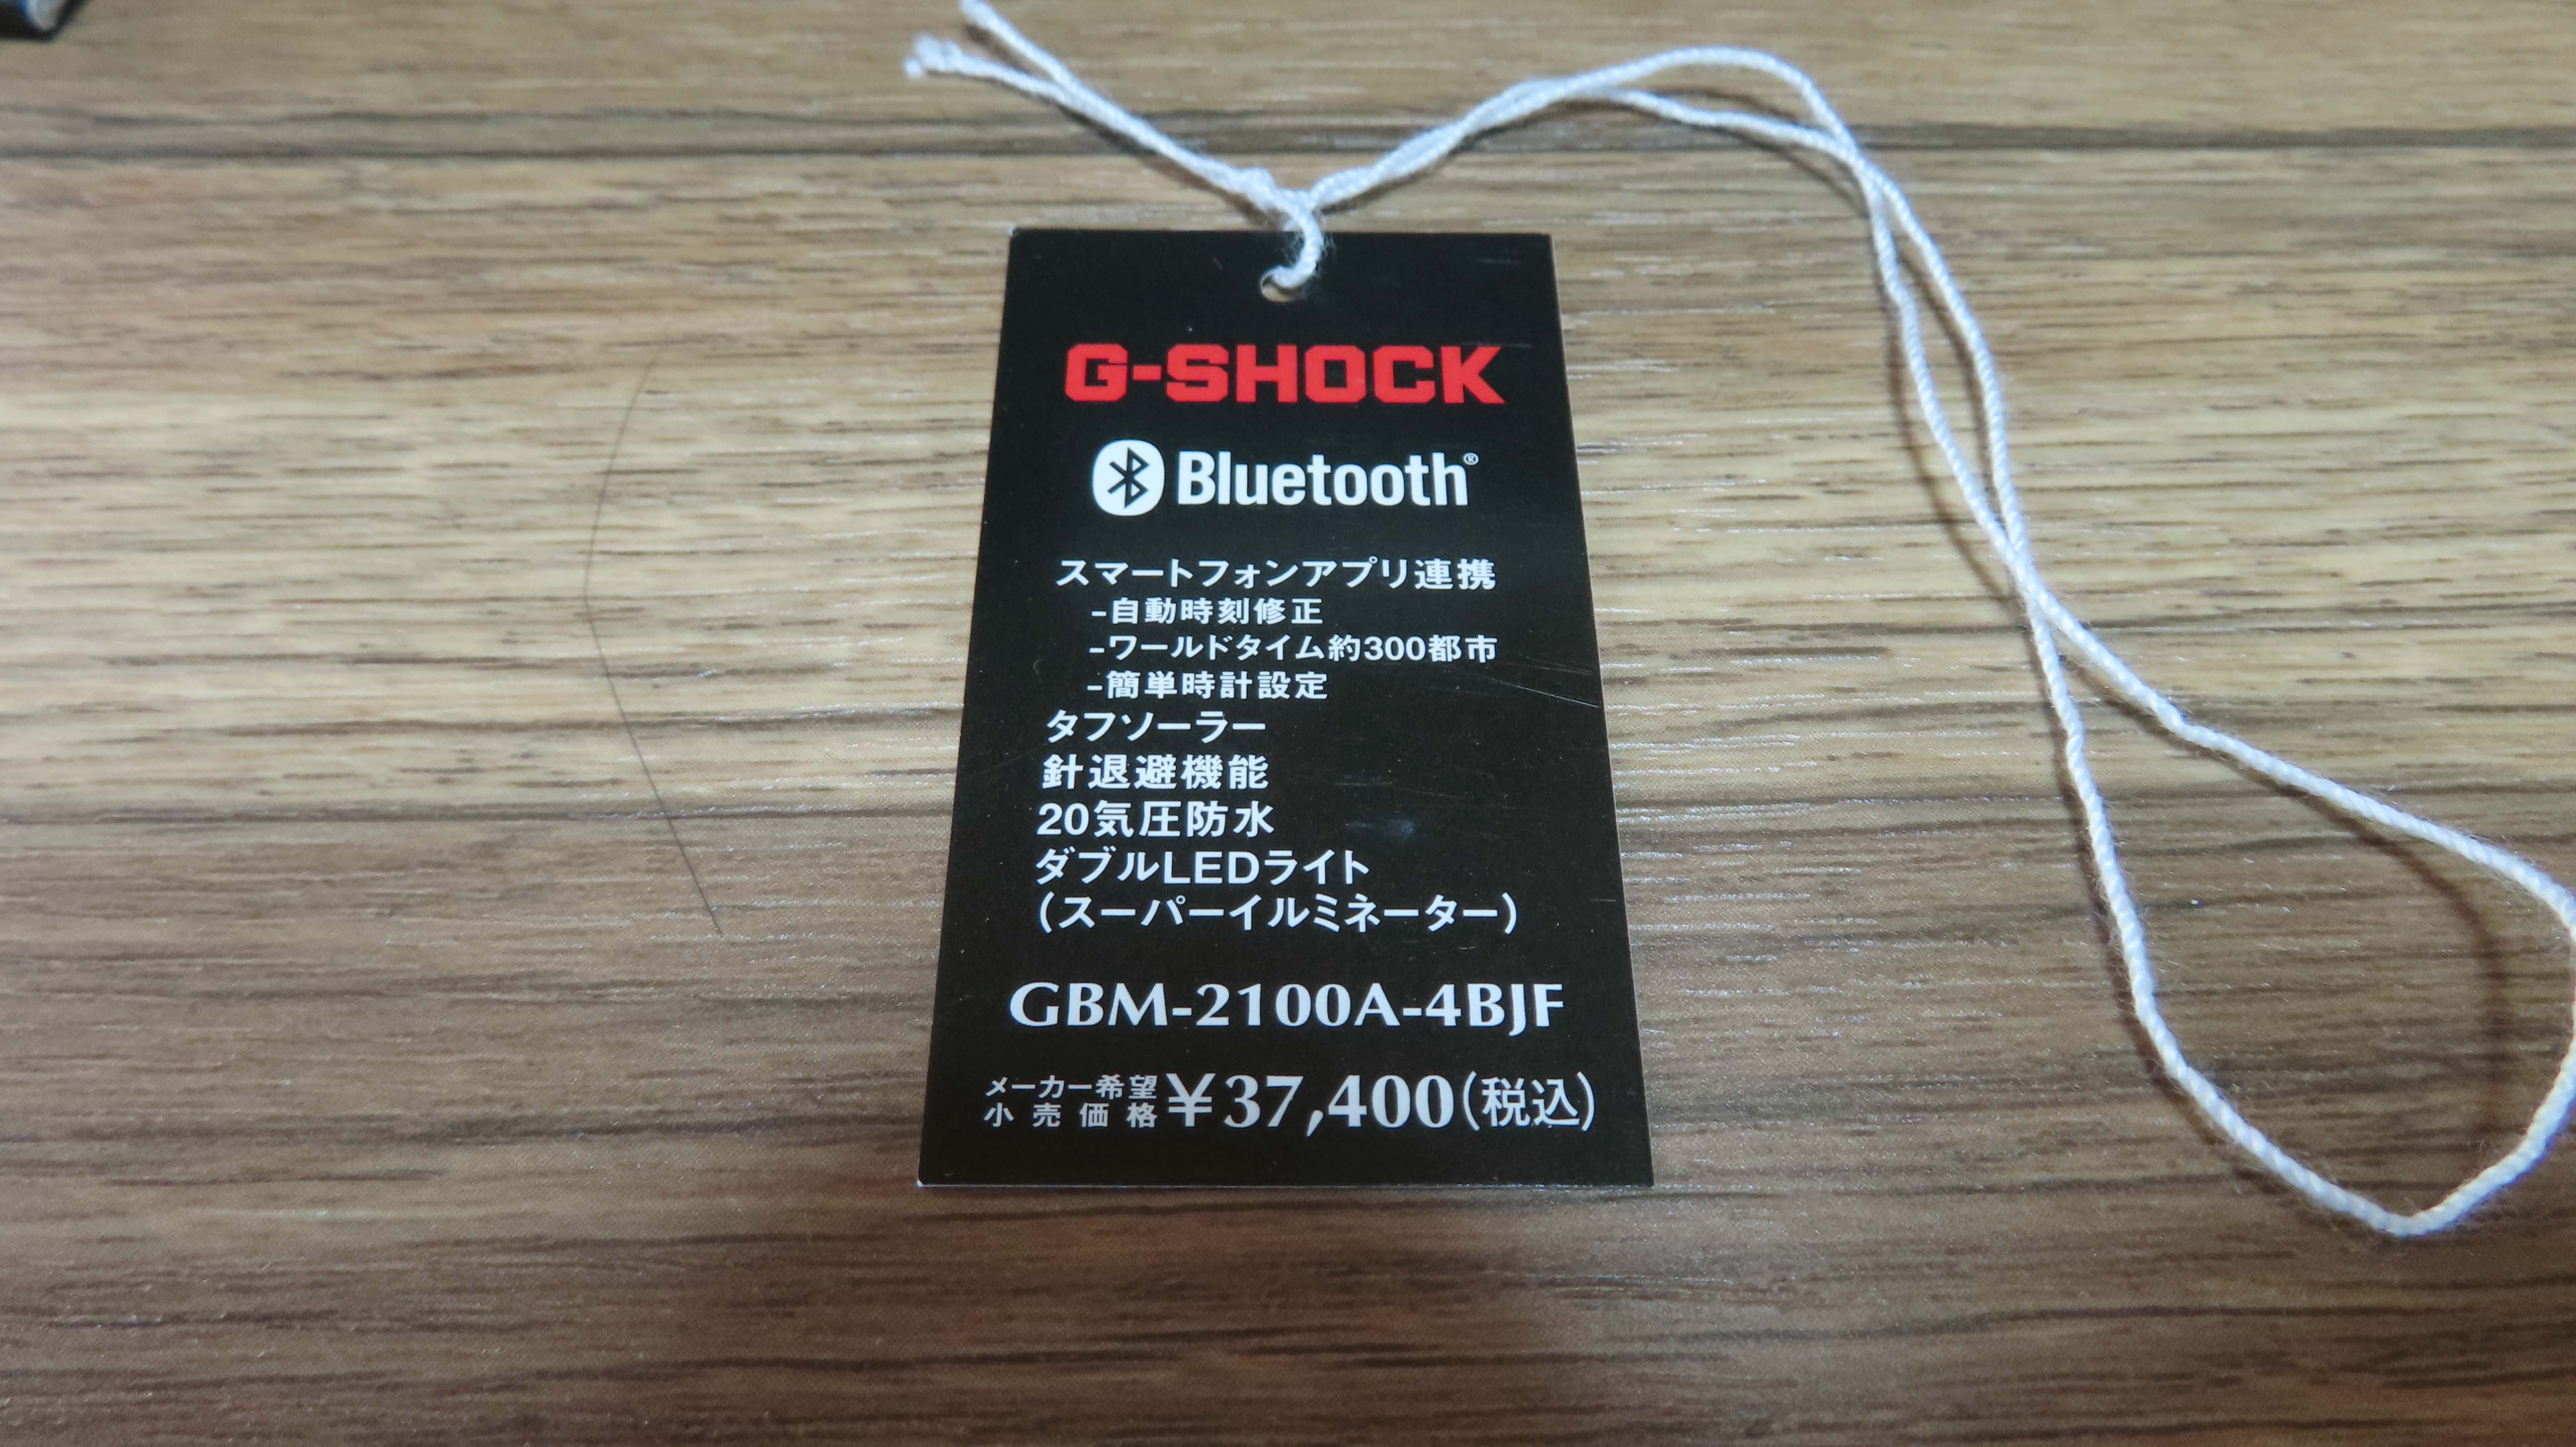 G-SHOCK
Bluetooth®
スマートフォンアプリ連携
-自動時刻修正
-ワールドタイム約300都市
-簡単時計設定
タフソーラー
針退避機能
20気圧防水
ダブルLEDライト
(スーパーイルミネーター)
GBM-2100A-4BJF
メーカー希望
小売価格 ¥37,400(税込)